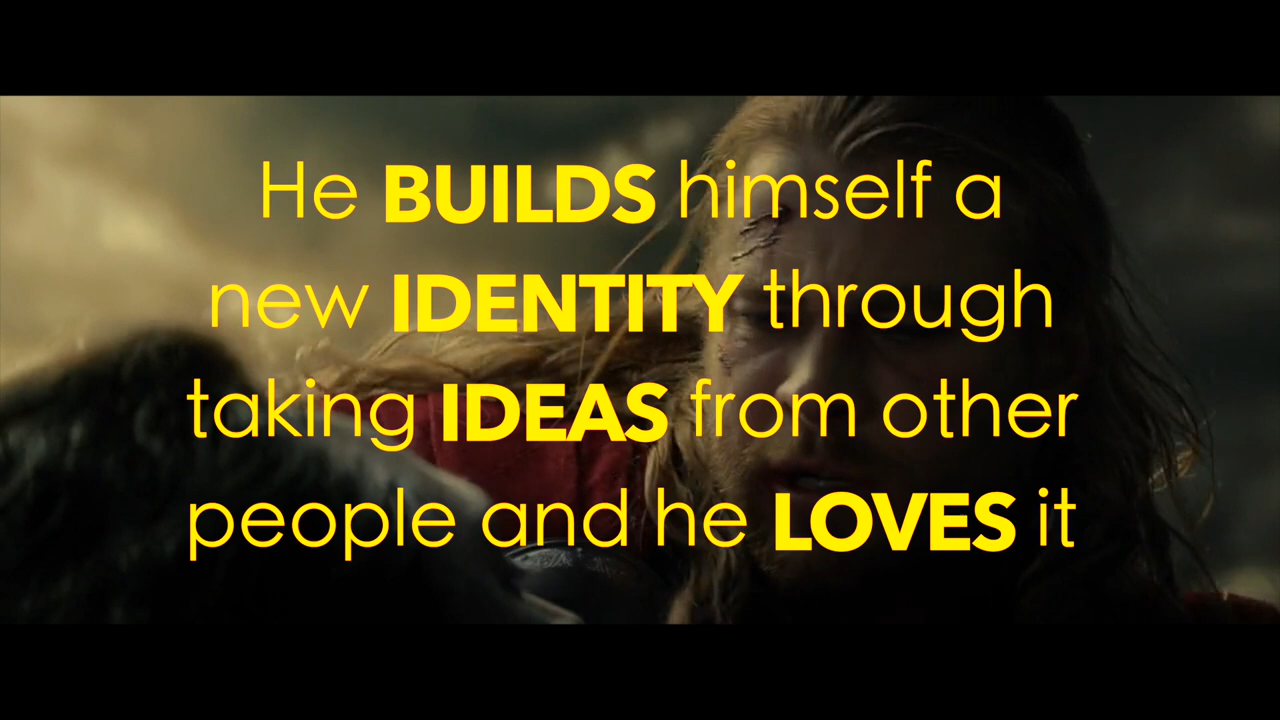 He BUILDS himself a
new IDENTITY through
taking IDEAS from other
people and he LOVES it